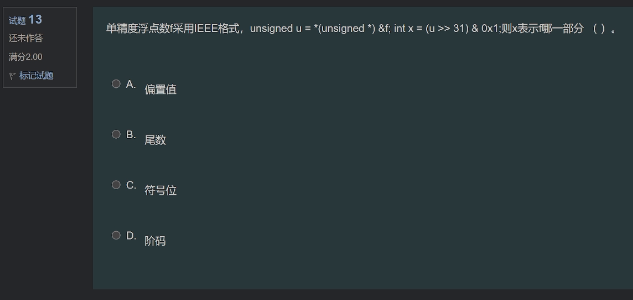 试题 13
还未作答
满分2.00
标记试题
单精度浮点数f采用IEEE格式，unsigned u = *(unsigned *) &f; int x = (u >> 31) & 0x1;则x表示f哪一部分 （ ）。
A. 偏置值
B. 尾数
C. 符号位
D. 阶码